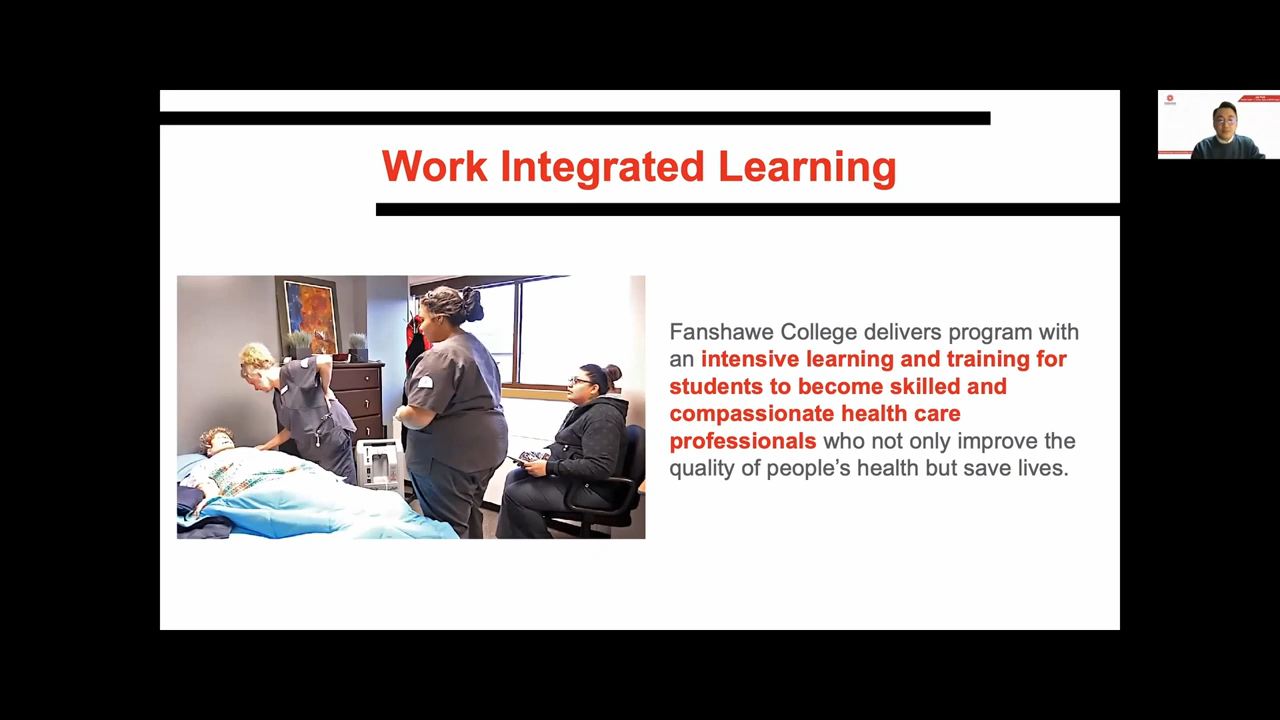 Work Integrated Learning
Fanshawe College delivers program with
an intensive learning and training for
students to become skilled and
compassionate health care
professionals who not only improve the
quality of people’s health but save lives.